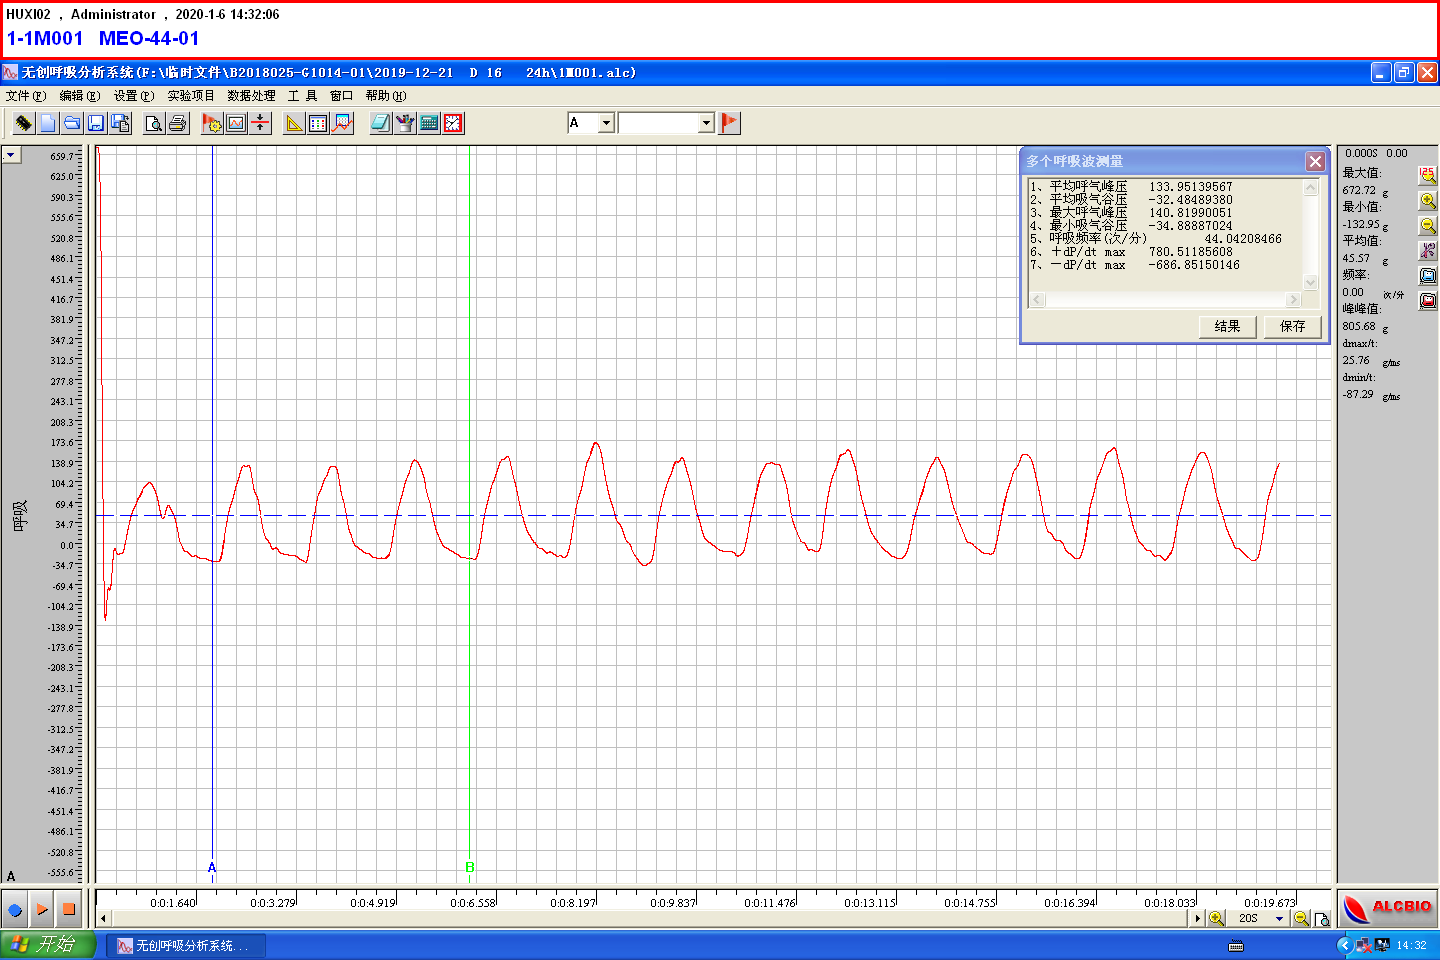 HUXI02 , Administrator , 2020-1-6 14:32:06
1-1M001 MEO-44-01
无创呼吸分析系统(F:\临时文件\B2018025-G1014-01\2019-12-21 D 16 24h\1M001.alc)
文件(F) 编辑(E) 设置(P) 实验项目 数据处理 工 具 窗口 帮助(H)
A
659.7
625.0
590.3
555.6
520.8
486.1
451.4
416.7
381.9
347.2
312.5
277.8
243.1
208.3
173.6
138.9
104.2
69.4
34.7
0.0
-34.7
-69.4
-104.2
-138.9
-173.6
-208.3
-243.1
-277.8
-312.5
-347.2
-381.9
-416.7
-451.4
-486.1
-520.8
-555.6
呼吸
A
A
B
多个呼吸波测量
1、平均呼气峰压 133.95139567
2、平均吸气谷压 -32.48489380
3、最大呼气峰压 140.81990051
4、最小吸气谷压 -34.88887024
5、呼吸频率(次/分) 44.04208466
6、＋dP/dt max 780.51185608
7、－dP/dt max -686.85150146
结果 保存
0.000S 0.00
最大值:
672.72 g
最小值:
-132.95 g
平均值:
45.57 g
频率:
0.00 次/分
峰峰值:
805.68 g
dmax/t:
25.76 g/ms
dmin/t:
-87.29 g/ms
125
0:0:1.640 0:0:3.279 0:0:4.919 0:0:6.558 0:0:8.197 0:0:9.837 0:0:11.476 0:0:13.115 0:0:14.755 0:0:16.394 0:0:18.033 0:0:19.673
20S
ALCBIO
开始
无创呼吸分析系统...
14:32